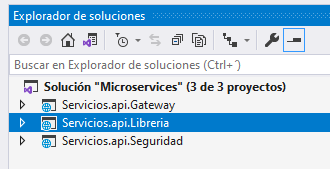 Explorador de soluciones
Buscar en Explorador de soluciones (Ctrl+´)
Solución "Microservices" (3 de 3 proyectos)
Servicios.api.Gateway
Servicios.api.Libreria
Servicios.api.Seguridad